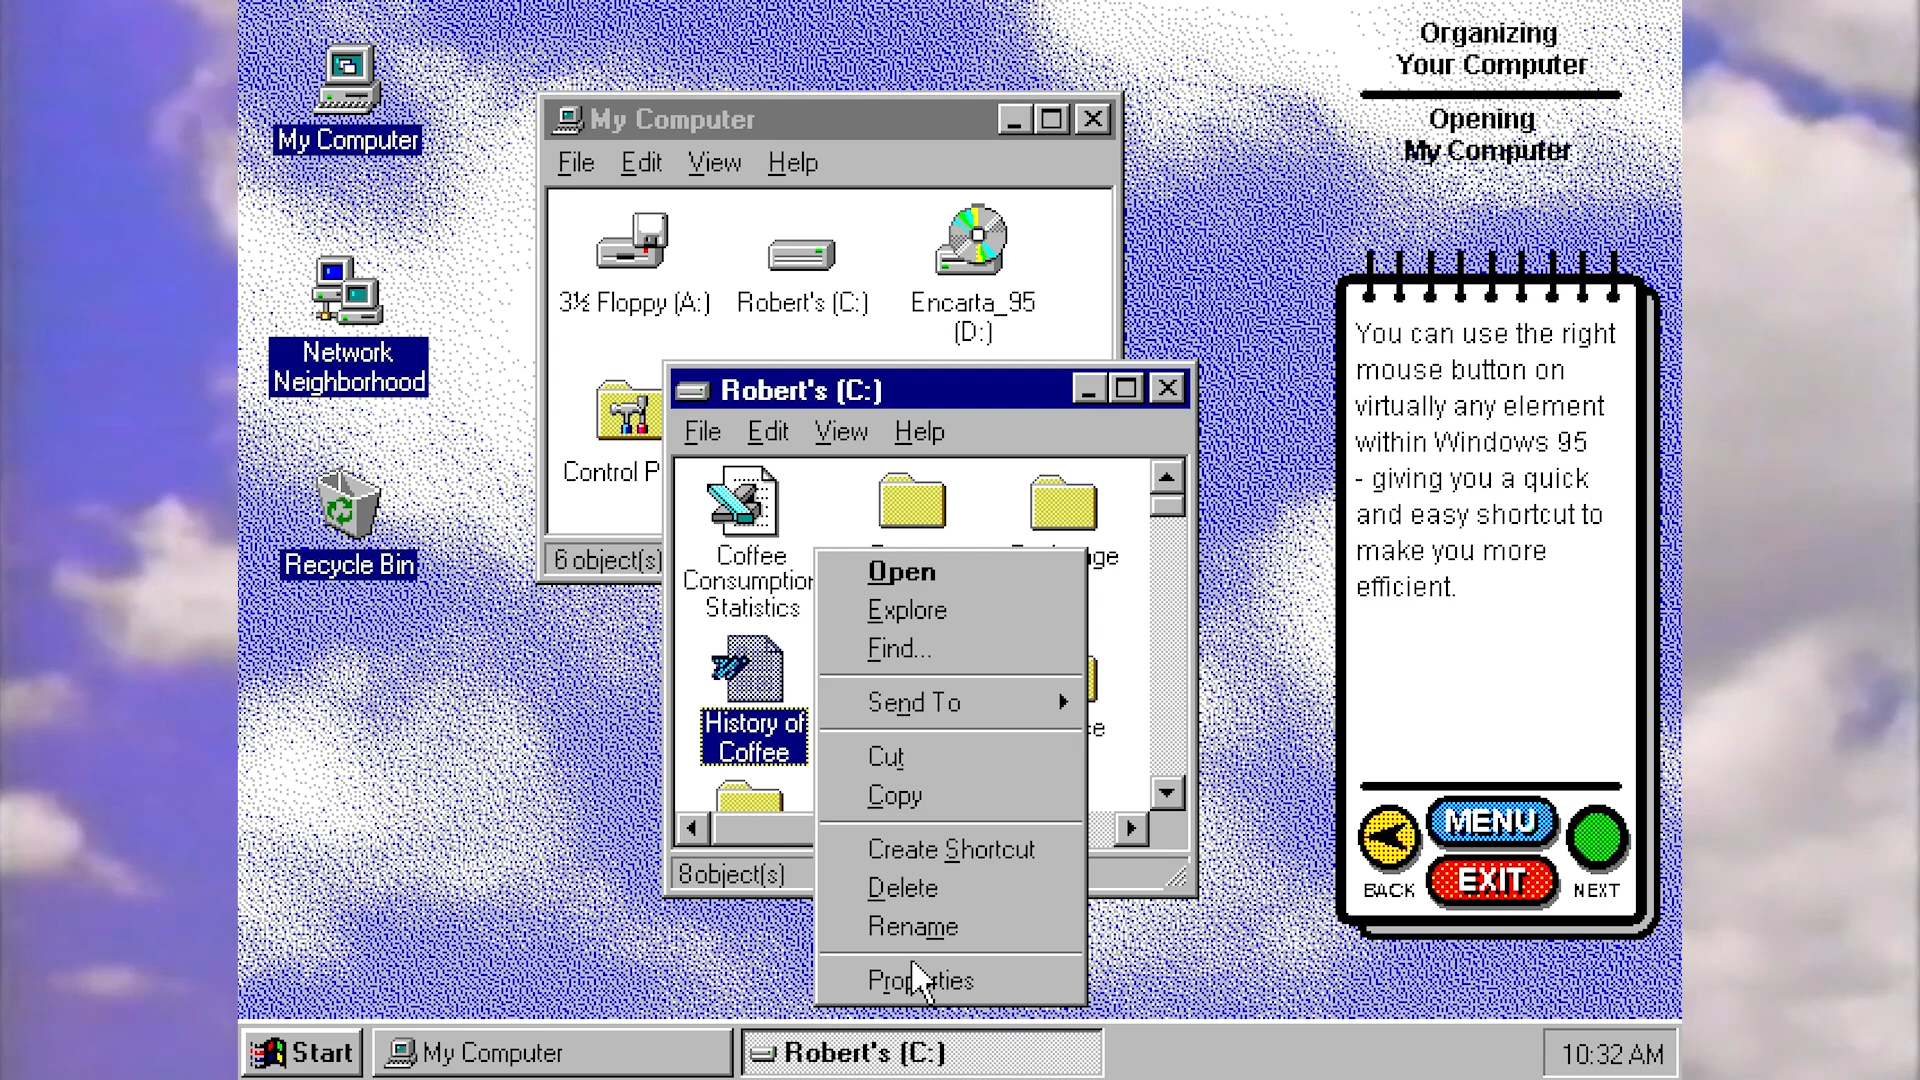 My Computer
Network
Neighborhood
Recycle Bin
My Computer
File Edit View Help
3½ Floppy (A:) Robert's (C:) Encarta_95
(D:)
Control P
6 object(s)
Robert's (C:)
File Edit View Help
Coffee
Consumption
Statistics
History of
Coffee
8object(s)
Open
Explore
Find...
Send To
Cut
Copy
Create Shortcut
Delete
Rename
Properties
Organizing
Your Computer
Opening
My Computer
You can use the right
mouse button on
virtually any element
within Windows 95
- giving you a quick
and easy shortcut to
make you more
efficient.
MENU
EXIT
BACK NEXT
Start My Computer Robert's (C:) 10:32 AM